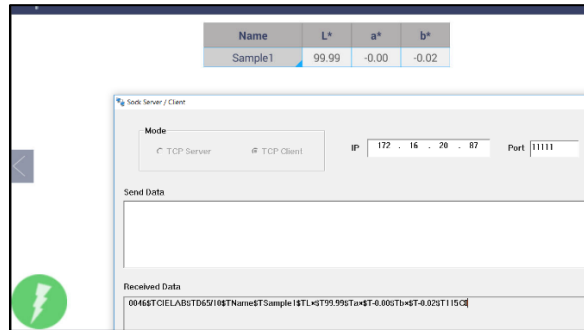 Name L* a* b*
Sample1 99.99 -0.00 -0.02
Sock Server / Client
Mode
TCP Server TCP Client
IP 172 . 16 . 20 . 87
Port 11111
Send Data
Received Data
0046$TCIELAB$TD65/10$TName$TSample1$TL*$T99.99$Ta*$T-0.00$Tb*$T-0.02$T115C$